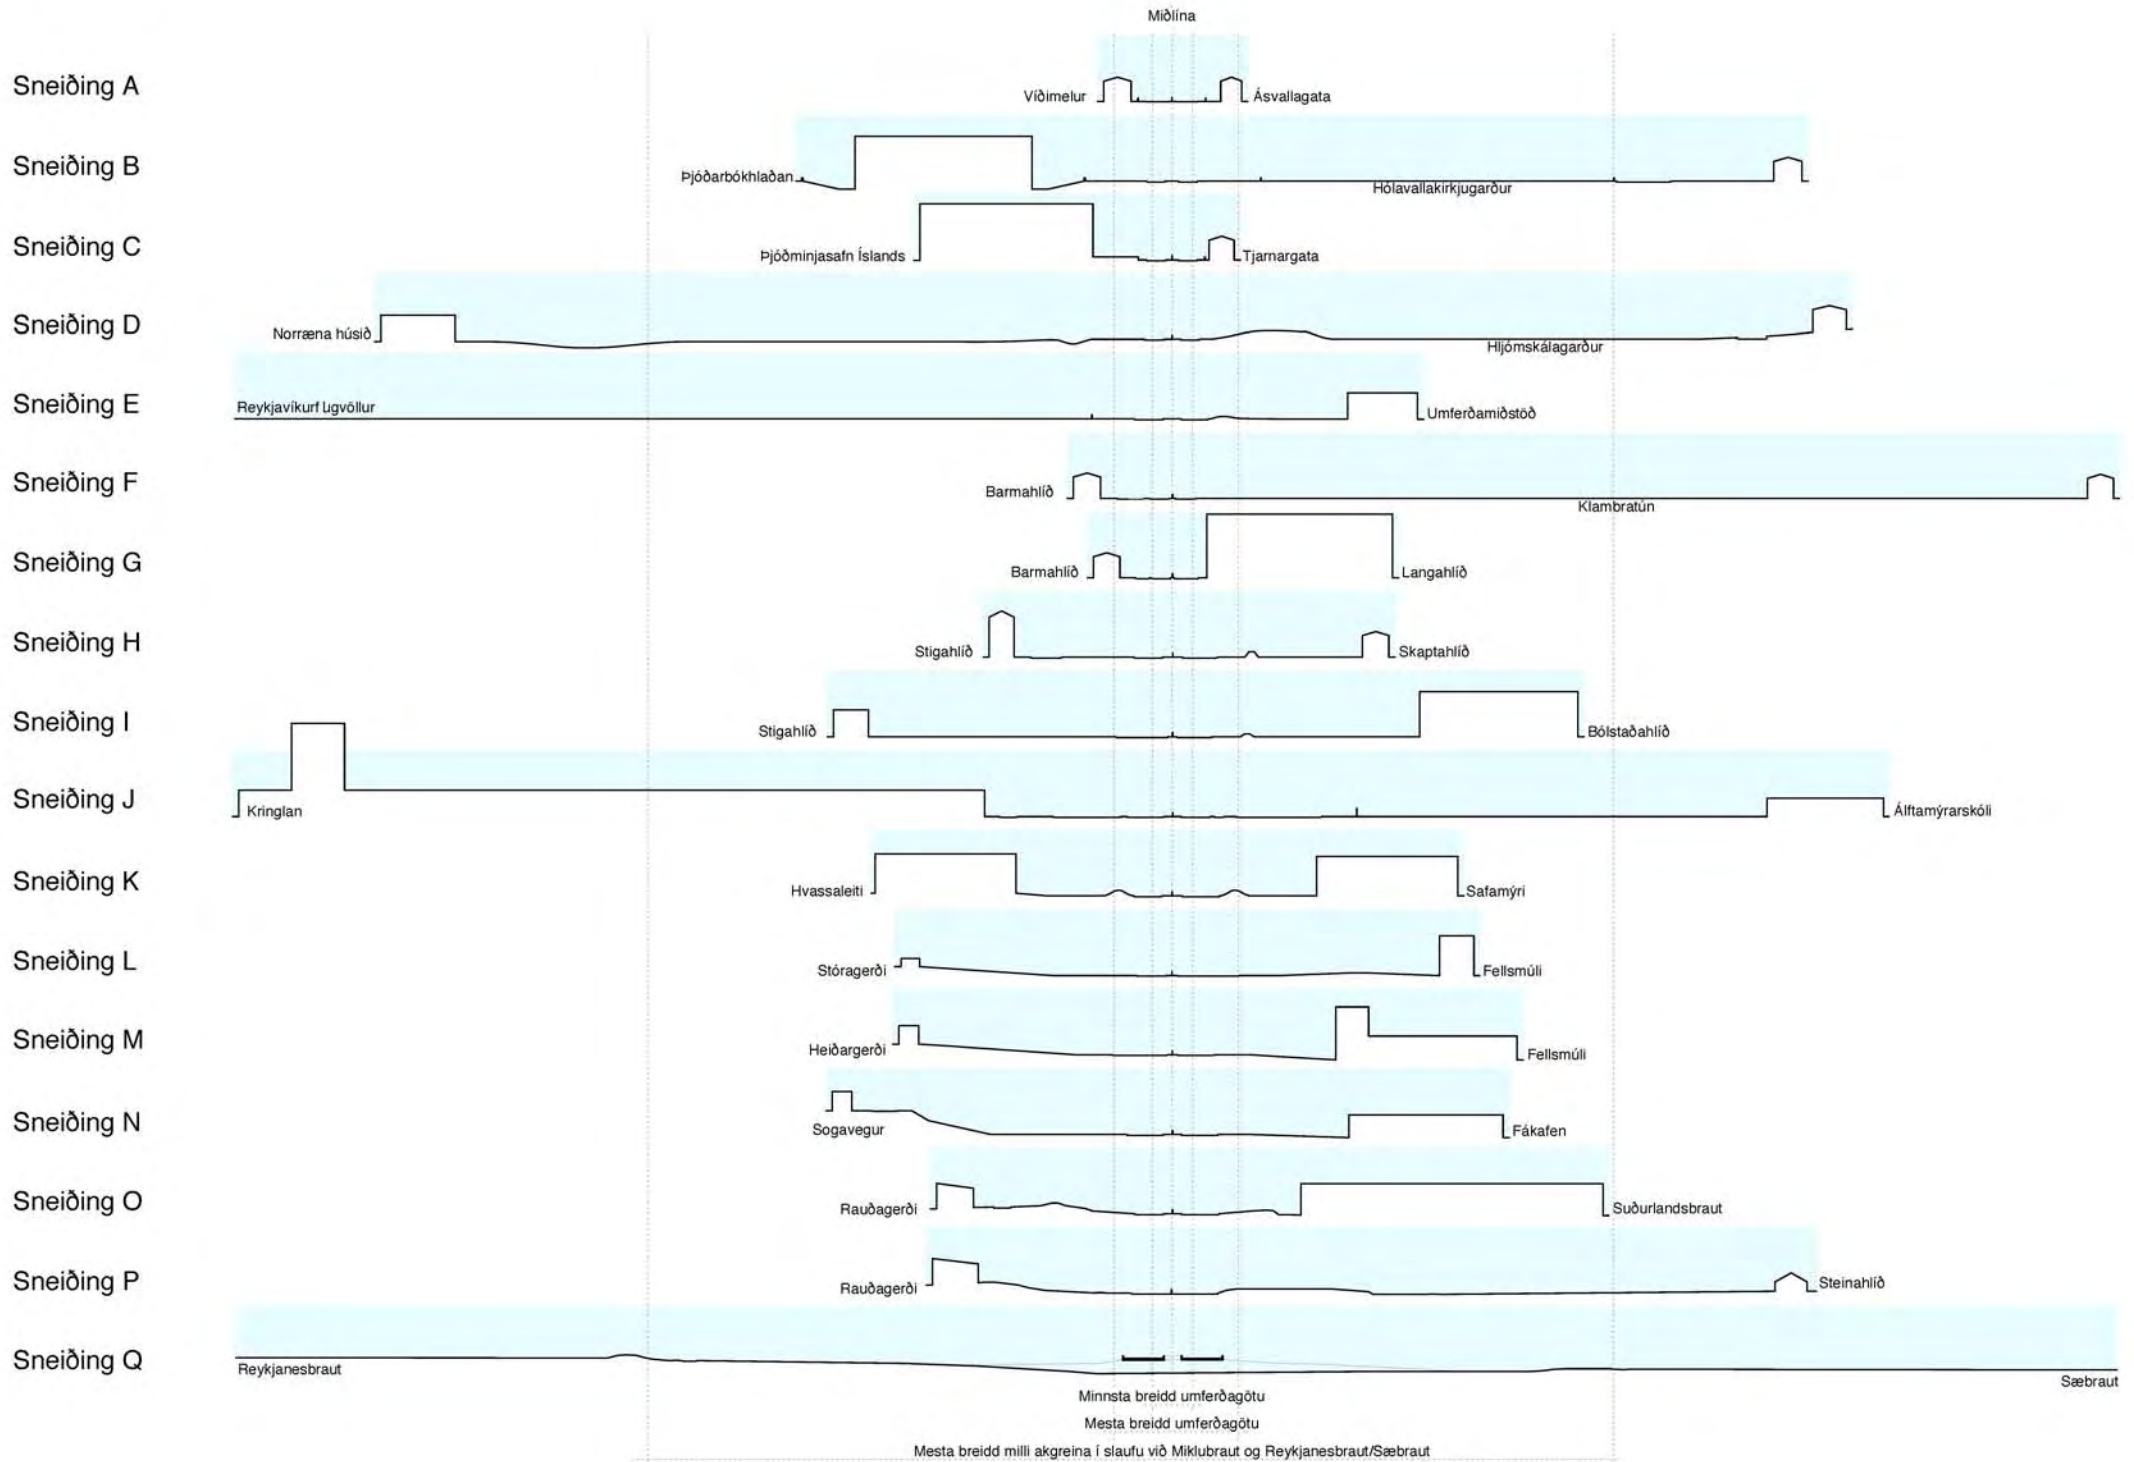 Miðlína
Sneiðing A
Víðimelur
Ásvallagata
Sneiðing B
Þjóðarbókhlaðan
Hólavallakirkjugarður
Sneiðing C
Þjóðminjasafn Íslands
Tjarnargata
Sneiðing D
Norræna húsið
Hljómskálagarður
Sneiðing E
Reykjavíkurf ugvöllur
Umferðamiðstöð
Sneiðing F
Barmahlíð
Klambratún
Sneiðing G
Barmahlíð
Langahlíð
Sneiðing H
Stigahlíð
Skaptahlíð
Sneiðing I
Stigahlíð
Bólstaðahlíð
Sneiðing J
Kringlan
Álftamýrarskóli
Sneiðing K
Hvassaleiti
Safamýri
Sneiðing L
Stóragerði
Fellsmúli
Sneiðing M
Heiðargerði
Fellsmúli
Sneiðing N
Sogavegur
Fákafen
Sneiðing O
Rauðagerði
Suðurlandsbraut
Sneiðing P
Rauðagerði
Steinahlíð
Sneiðing Q
Reykjanesbraut
Sæbraut
Minnsta breidd umferðagötu
Mesta breidd umferðagötu
Mesta breidd milli akgreina í slaufu við Miklubraut og Reykjanesbraut/Sæbraut